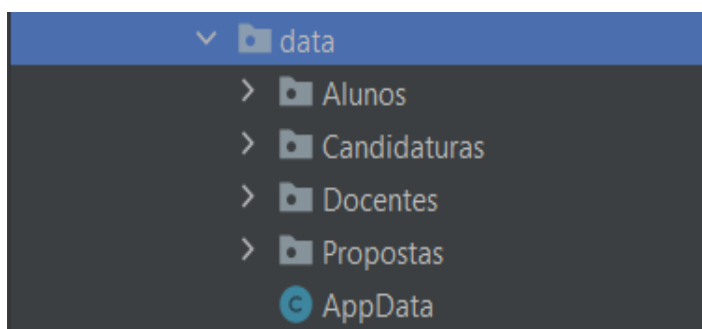 data
Alunos
Candidaturas
Docentes
Propostas
C AppData